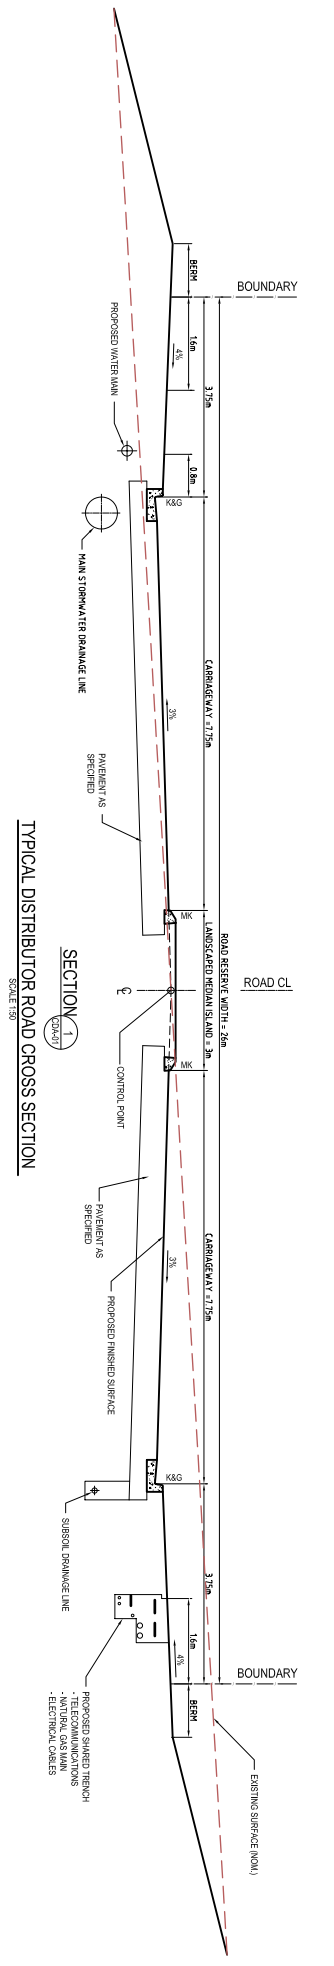 BOUNDARY
ROAD CL
BOUNDARY
ROAD RESERVE WIDTH = 26m
3.75m
CARRIAGEWAY =7.75m
LANDSCAPED MEDIAN ISLAND = 3m
CARRIAGEWAY =7.75m
3.75m
BERM
1.6m
0.8m
1.6m
BERM
4%
K&G
3%
MK
MK
3%
K&G
4%
EXISTING SURFACE (NOM.)
PROPOSED WATER MAIN
MAIN STORMWATER DRAINAGE LINE
PAVEMENT AS
SPECIFIED
CL
CONTROL POINT
PAVEMENT AS
SPECIFIED
PROPOSED FINISHED SURFACE
SUBSOIL DRAINAGE LINE
PROPOSED SHARED TRENCH
- TELECOMMUNICATIONS
- NATURAL GAS MAIN
- ELECTRICAL CABLES
SECTION 1
CDA-01
TYPICAL DISTRIBUTOR ROAD CROSS SECTION
SCALE 1:50